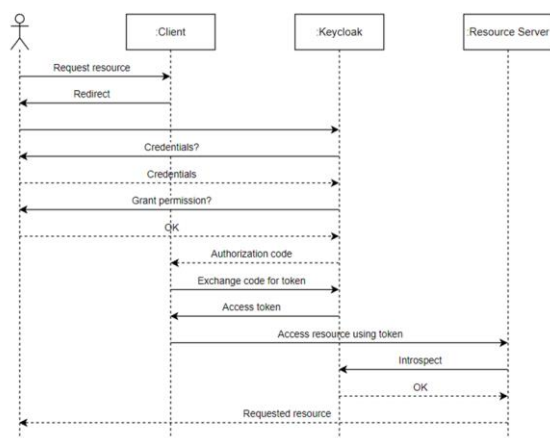 :Client
:Keycloak
:Resource Server
Request resource
Redirect
Credentials?
Credentials
Grant permission?
OK
Authorization code
Exchange code for token
Access token
Access resource using token
Introspect
OK
Requested resource